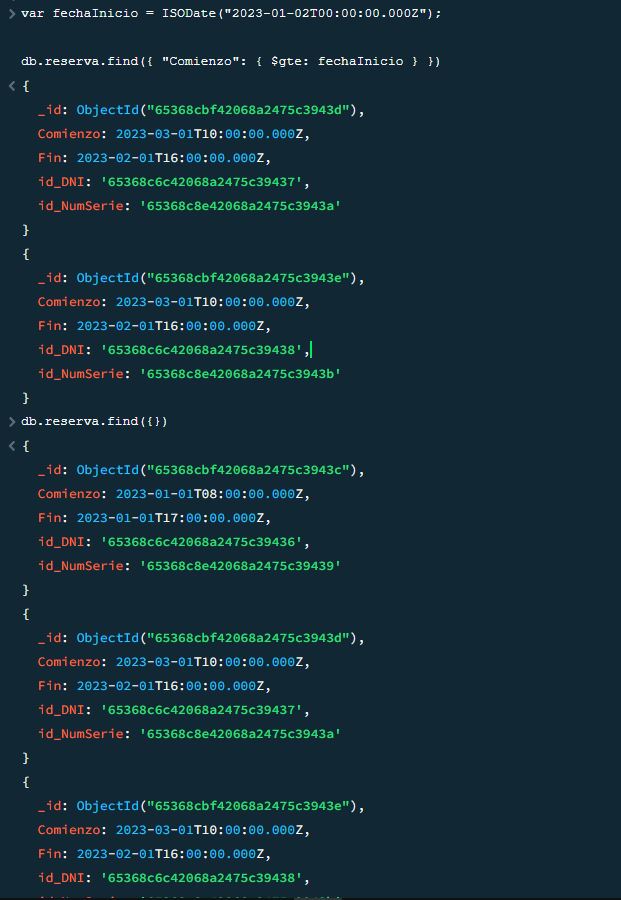 var fechaInicio = ISODate("2023-01-02T00:00:00.000Z");
db.reserva.find({ "Comienzo": { $gte: fechaInicio } })
{
_id: ObjectId("65368cbf42068a2475c3943d"),
Comienzo: 2023-03-01T10:00:00.000Z,
Fin: 2023-02-01T16:00:00.000Z,
id_DNI: '65368c6c42068a2475c39437',
id_NumSerie: '65368c8e42068a2475c3943a'
}
{
_id: ObjectId("65368cbf42068a2475c3943e"),
Comienzo: 2023-03-01T10:00:00.000Z,
Fin: 2023-02-01T16:00:00.000Z,
id_DNI: '65368c6c42068a2475c39438',
id_NumSerie: '65368c8e42068a2475c3943b'
}
db.reserva.find({})
{
_id: ObjectId("65368cbf42068a2475c3943c"),
Comienzo: 2023-01-01T08:00:00.000Z,
Fin: 2023-01-01T17:00:00.000Z,
id_DNI: '65368c6c42068a2475c39436',
id_NumSerie: '65368c8e42068a2475c39439'
}
{
_id: ObjectId("65368cbf42068a2475c3943d"),
Comienzo: 2023-03-01T10:00:00.000Z,
Fin: 2023-02-01T16:00:00.000Z,
id_DNI: '65368c6c42068a2475c39437',
id_NumSerie: '65368c8e42068a2475c3943a'
}
{
_id: ObjectId("65368cbf42068a2475c3943e"),
Comienzo: 2023-03-01T10:00:00.000Z,
Fin: 2023-02-01T16:00:00.000Z,
id_DNI: '65368c6c42068a2475c39438',